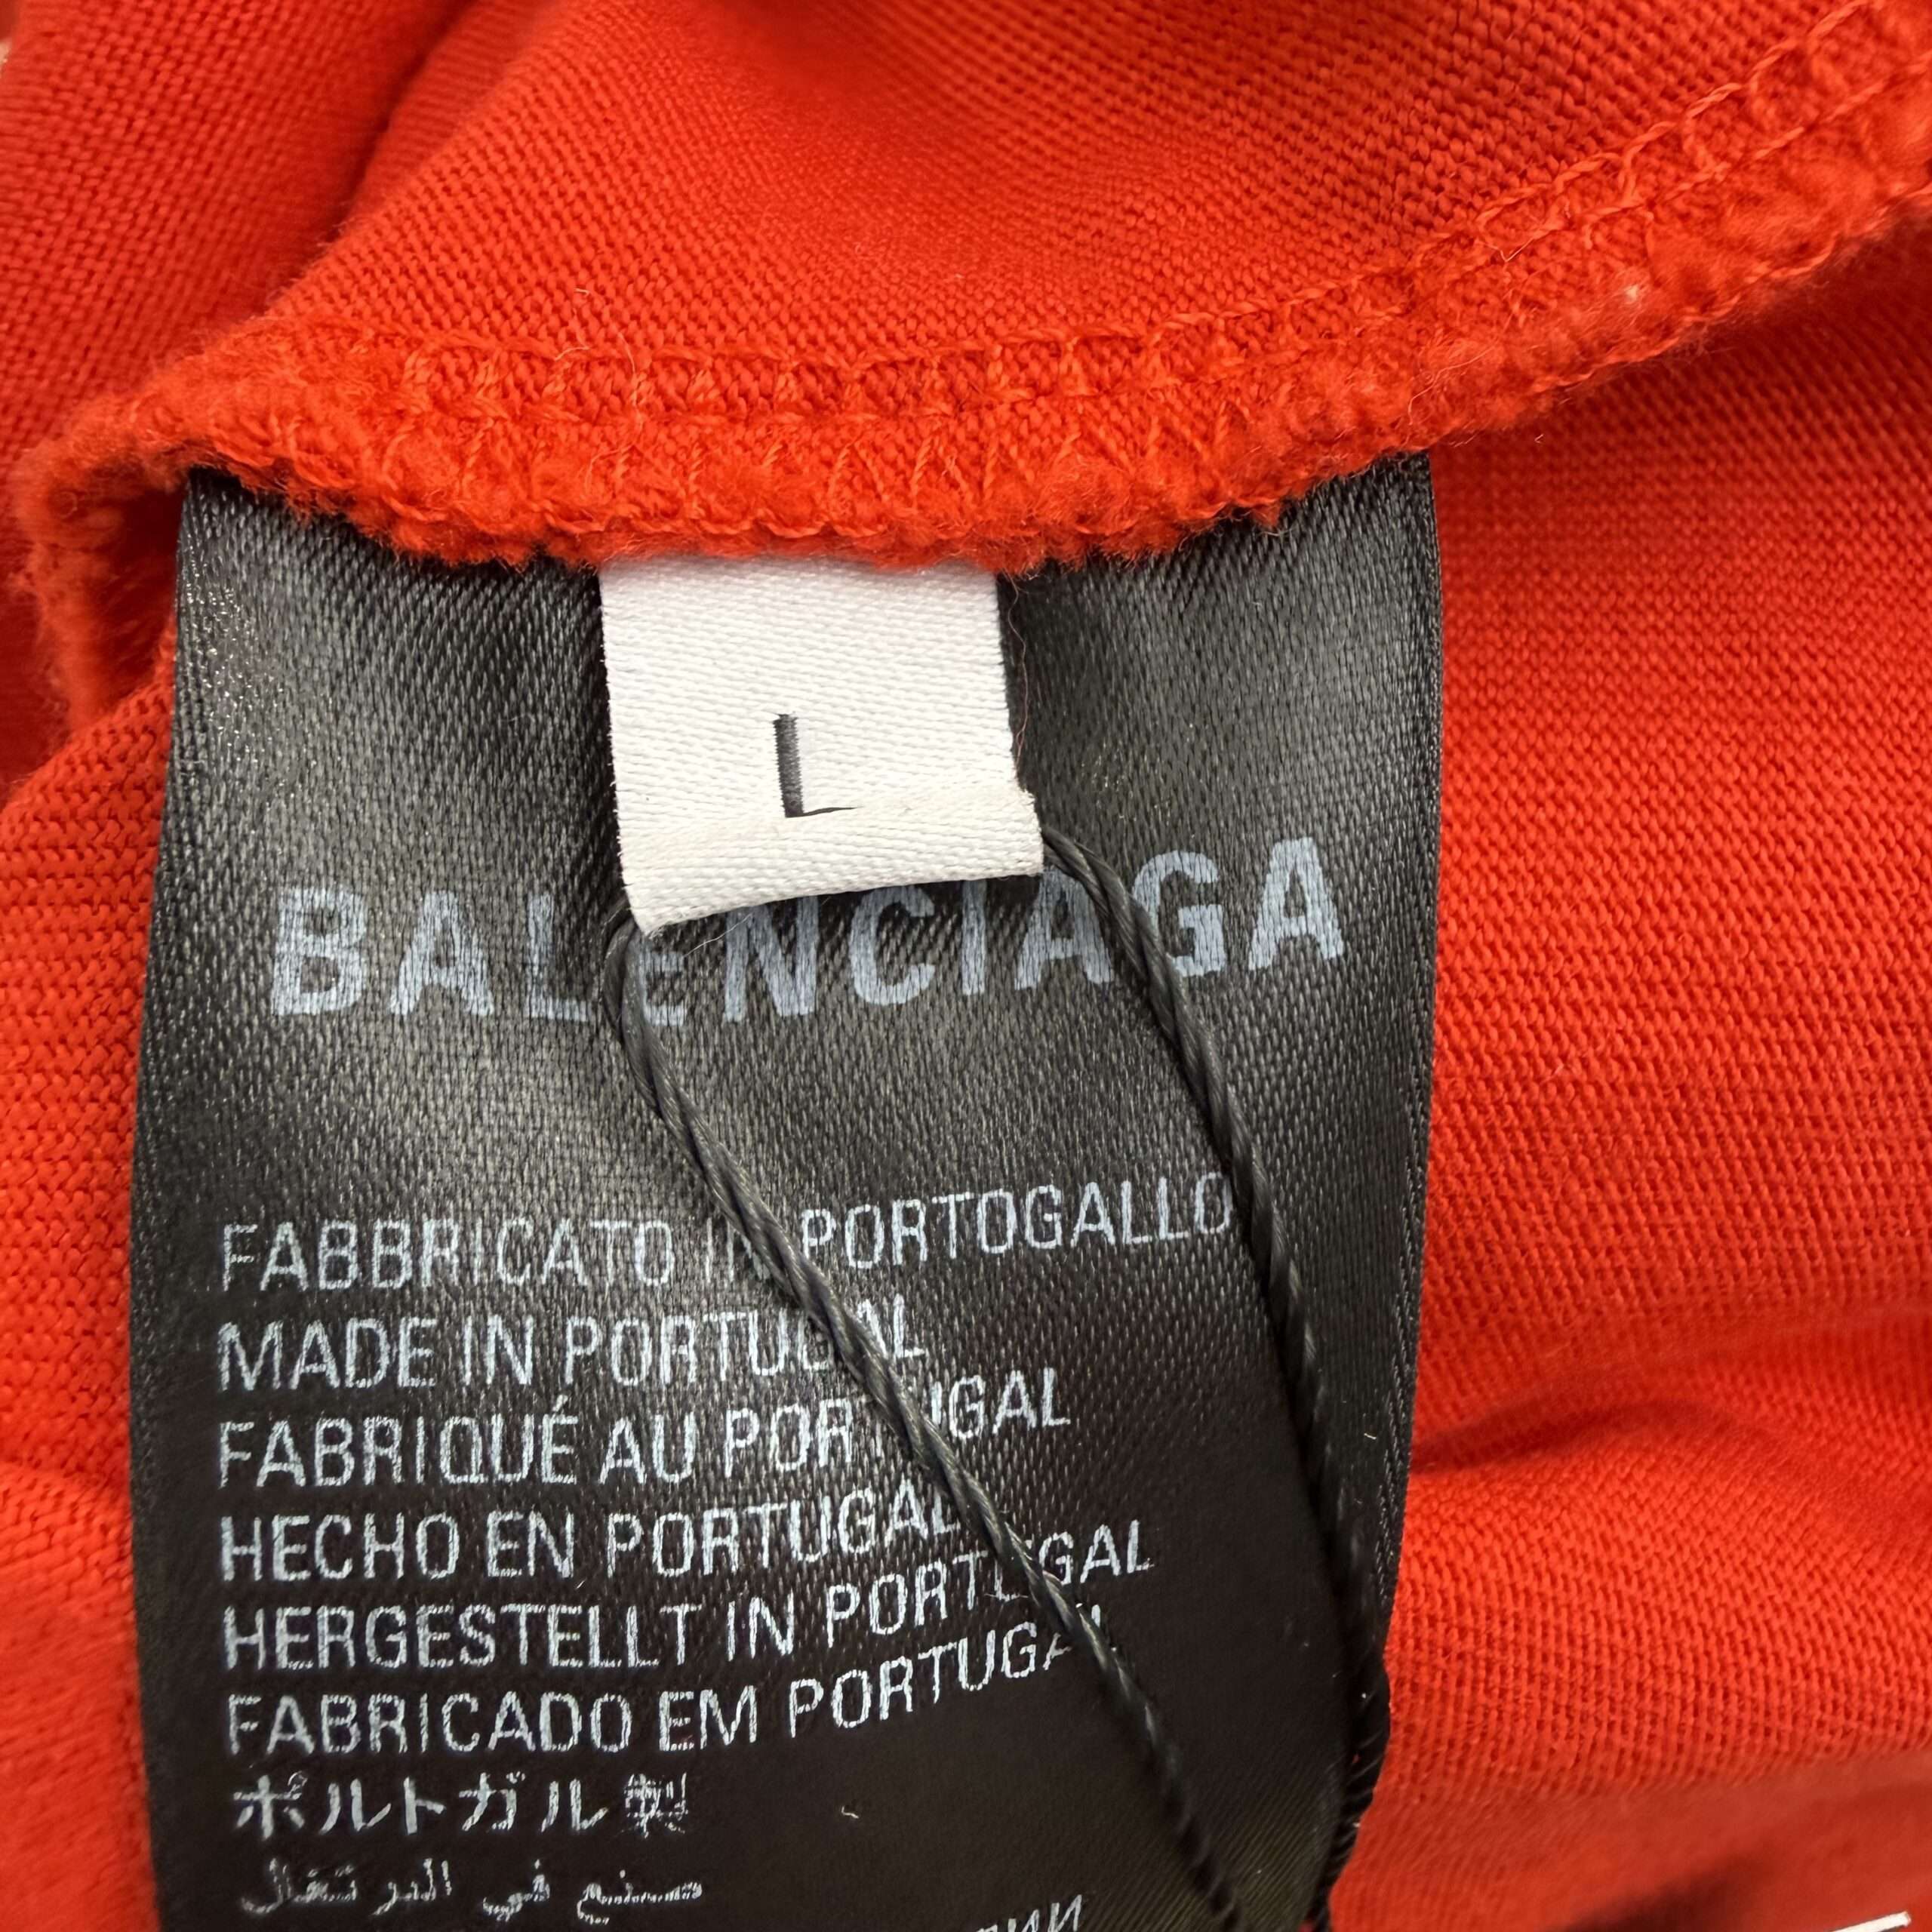 L
BALENCIAGA
FABBRICATO IN PORTOGALLO
MADE IN PORTUGAL
FABRIQUÉ AU PORTUGAL
HECHO EN PORTUGAL
HERGESTELLT IN PORTUGAL
FABRICADO EM PORTUGAL
ポルトガル製
صنع في البرتغال